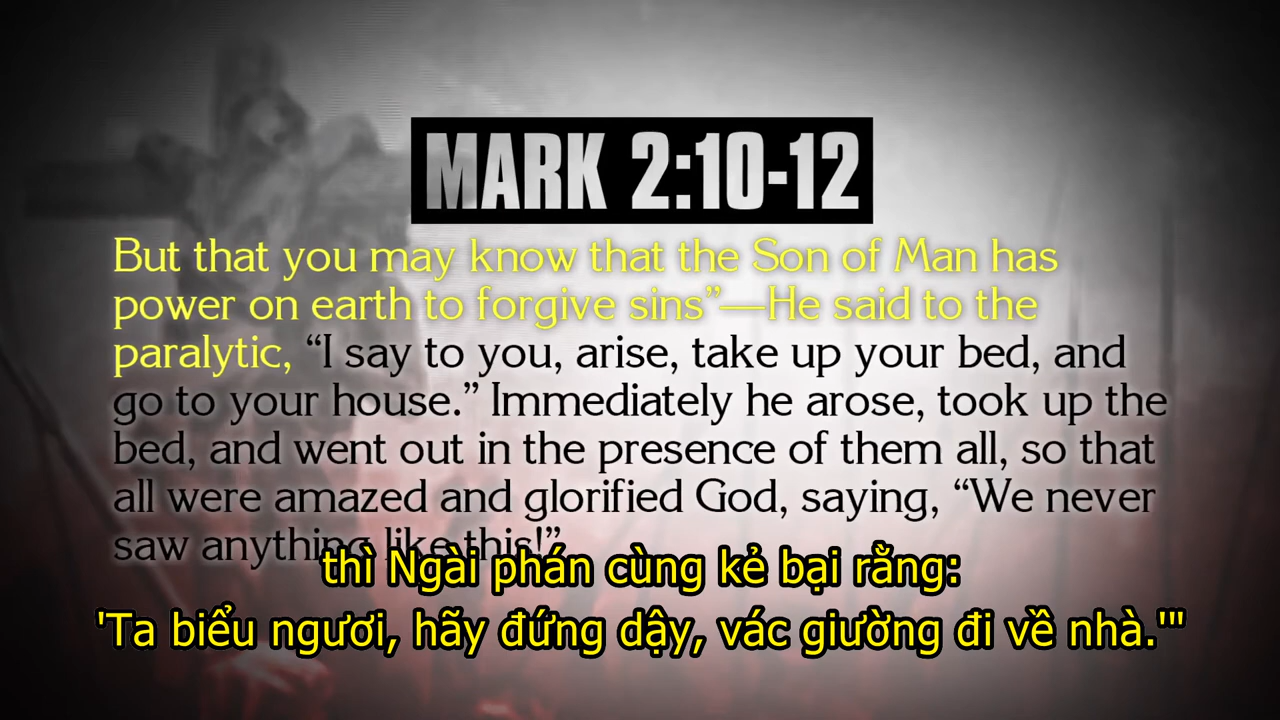 MARK 2:10-12
But that you may know that the Son of Man has
power on earth to forgive sins”—He said to the
paralytic, “I say to you, arise, take up your bed, and
go to your house.” Immediately he arose, took up the
bed, and went out in the presence of them all, so that
all were amazed and glorified God, saying, “We never
saw anything like this!”
thì Ngài phán cùng kẻ bại rằng:
'Ta biểu ngươi, hãy đứng dậy, vác giường đi về nhà.'"